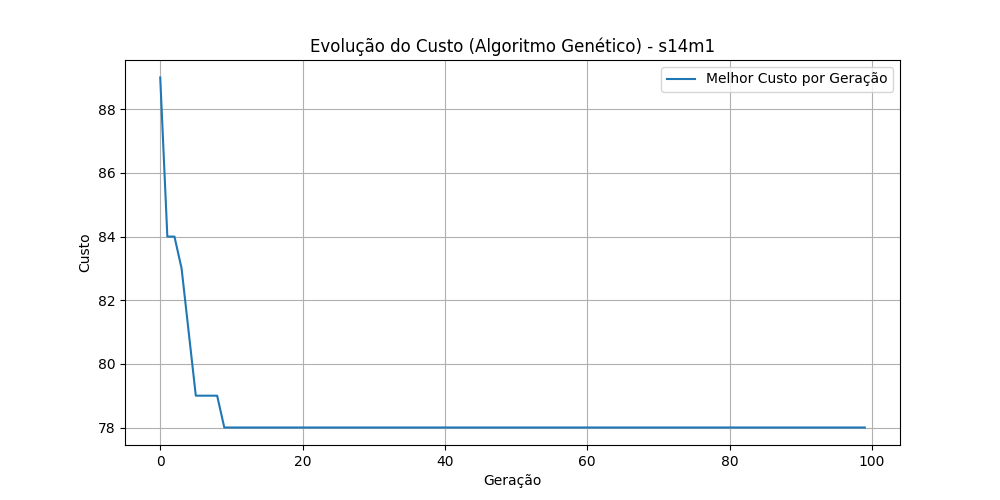 Evolução do Custo (Algoritmo Genético) - s14m1
Melhor Custo por Geração
88
86
84
82
80
78
Custo
0 20 40 60 80 100
Geração